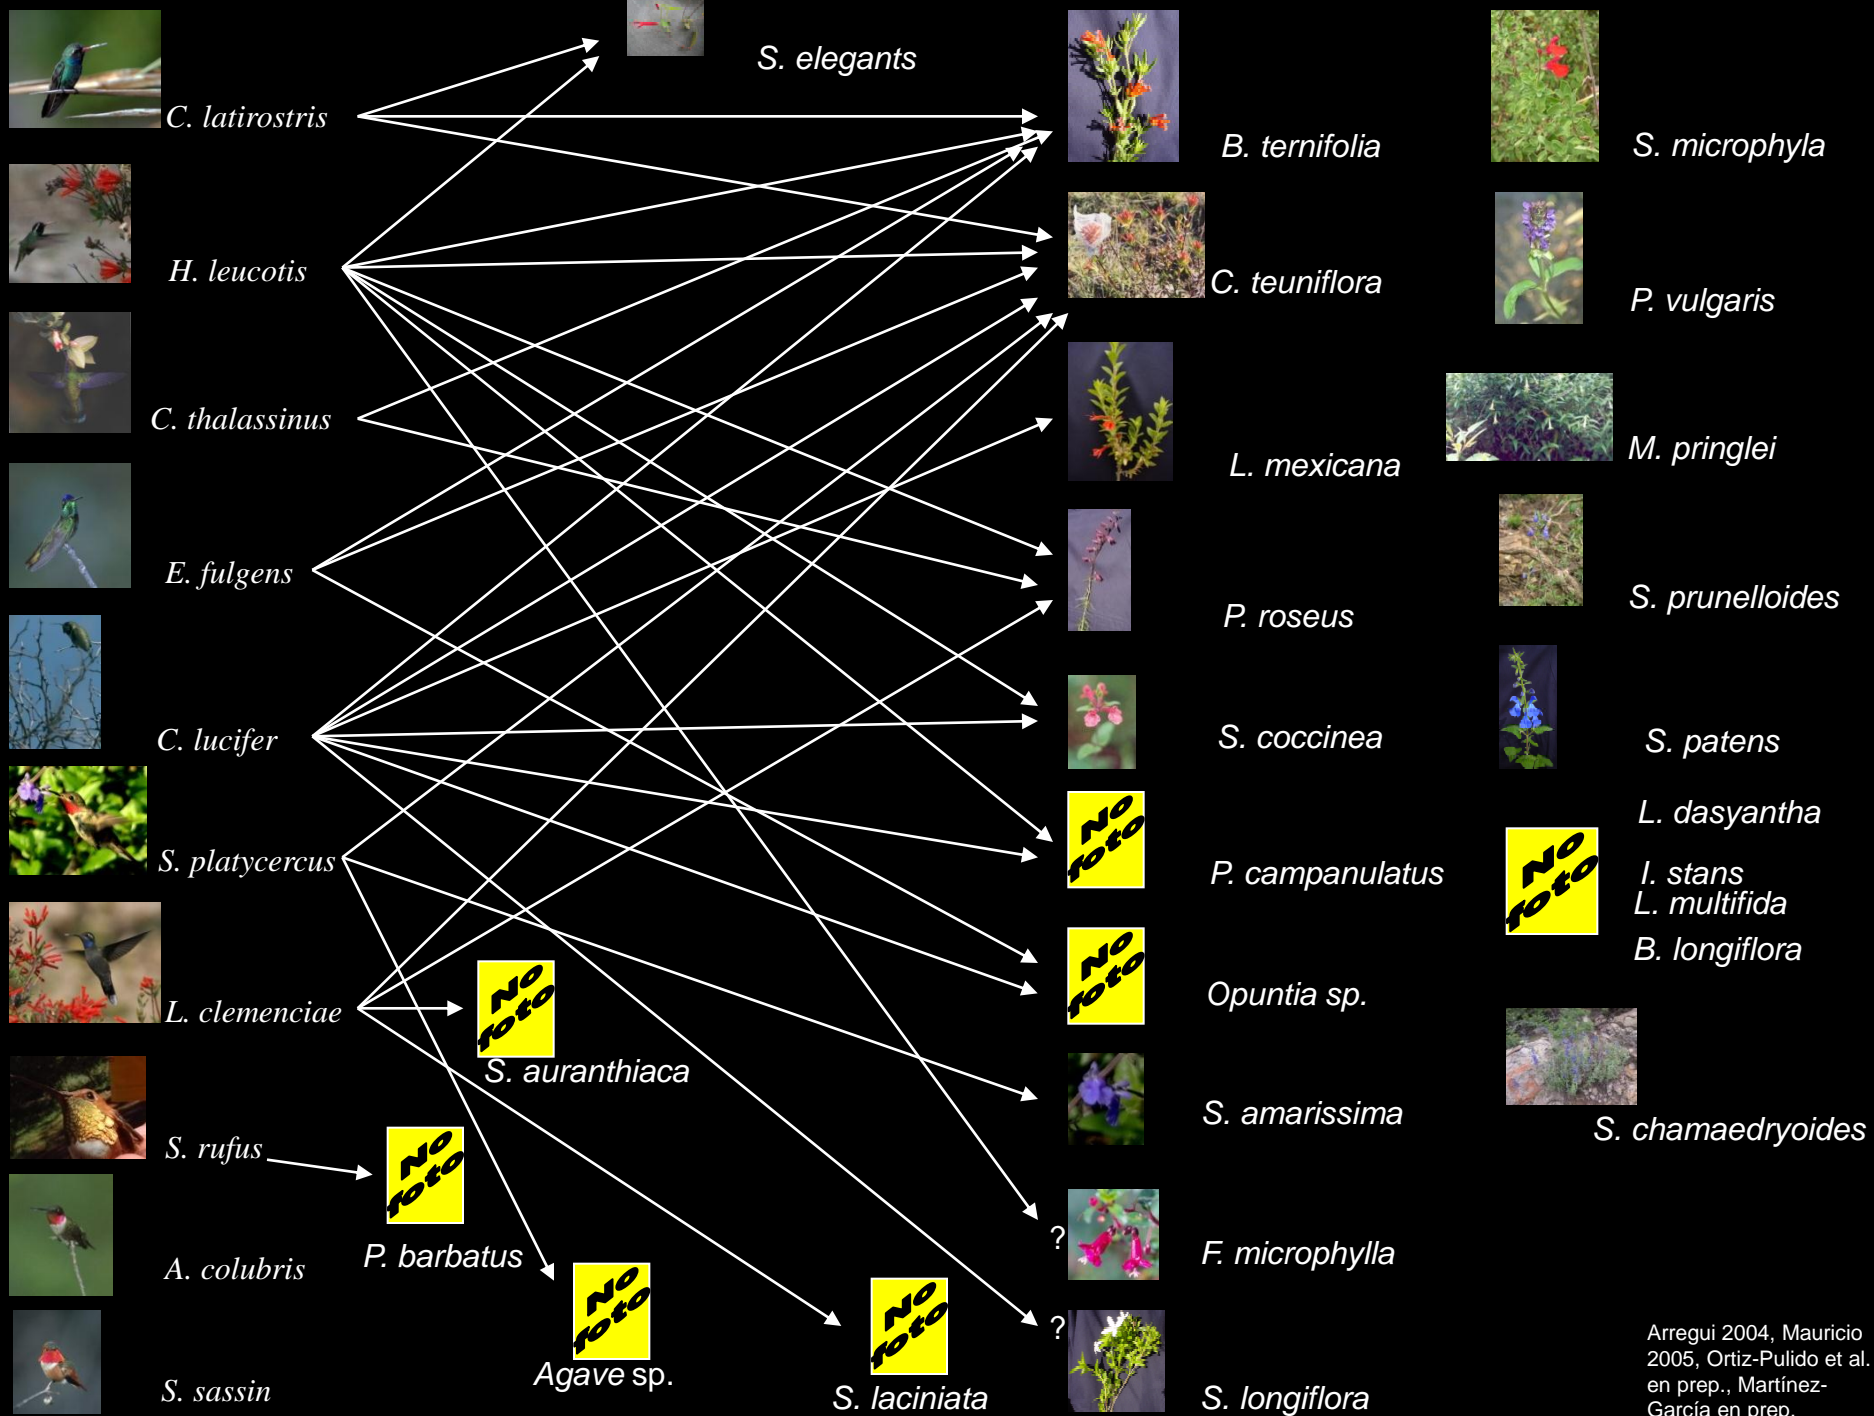 S. elegants
C. latirostris
B. ternifolia
S. microphyla
H. leucotis
C. teuniflora
P. vulgaris
C. thalassinus
L. mexicana
M. pringlei
E. fulgens
P. roseus
S. prunelloides
C. lucifer
S. coccinea
S. patens
No
foto
L. dasyantha
S. platycercus
P. campanulatus
No
foto
I. stans
L. multifida
B. longiflora
No
foto
Opuntia sp.
L. clemenciae
No
foto
S. auranthiaca
S. amarissima
S. chamaedryoides
S. rufus
No
foto
P. barbatus
?
F. microphylla
A. colubris
No
foto
Agave sp.
No
foto
S. laciniata
?
S. longiflora
S. sassin
Arregui 2004, Mauricio
2005, Ortiz-Pulido et al.
en prep., Martínez-
García en prep.